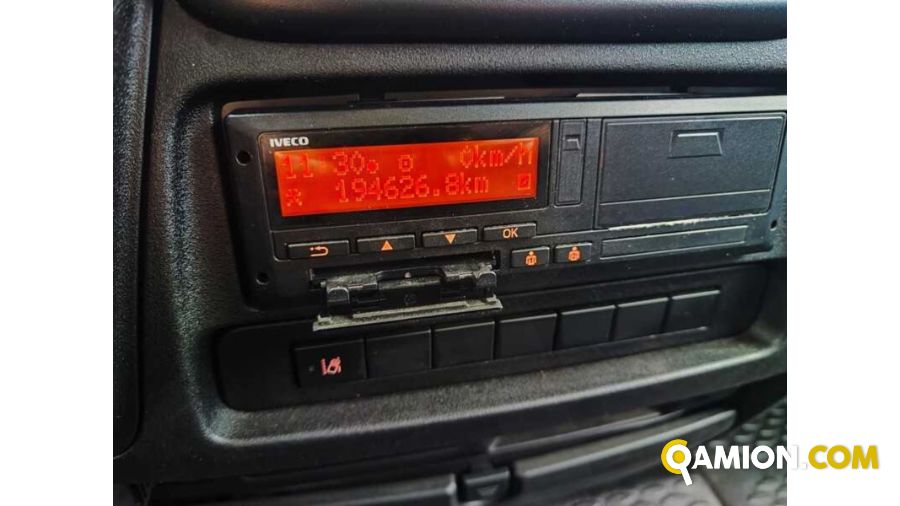 IVECO
11 30 0km/h
194626.8km
OK
QAMION.COM